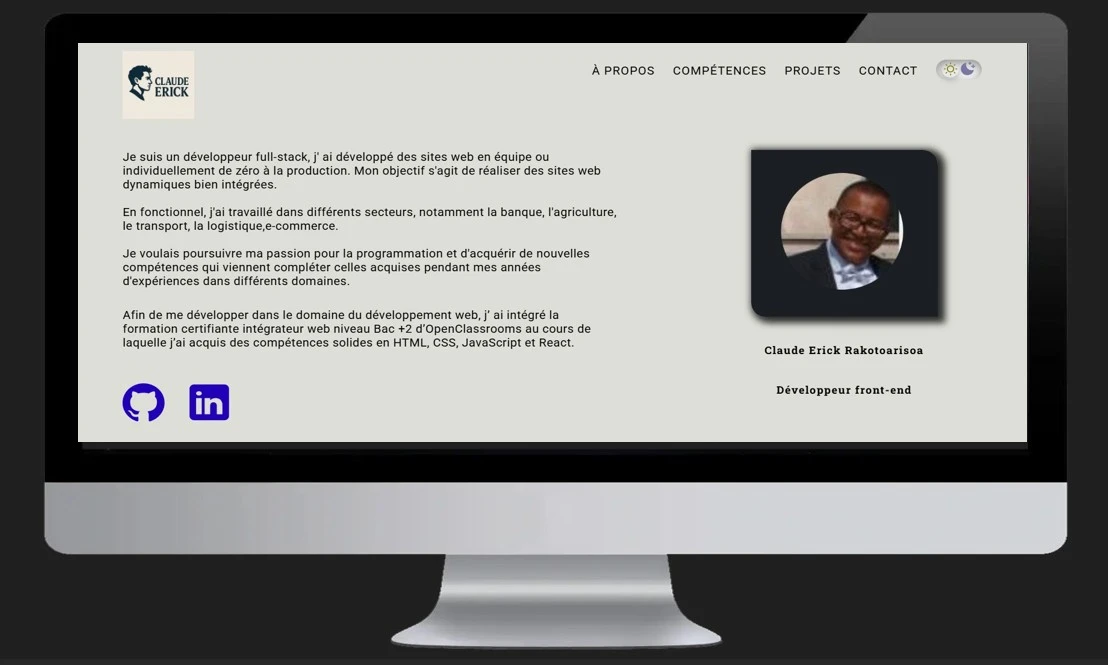 CLAUDE
ERICK
À PROPOS COMPÉTENCES PROJETS CONTACT
Je suis un développeur full-stack, j' ai développé des sites web en équipe ou
individuellement de zéro à la production. Mon objectif s'agit de réaliser des sites web
dynamiques bien intégrées.
En fonctionnel, j'ai travaillé dans différents secteurs, notamment la banque, l'agriculture,
le transport, la logistique,e-commerce.
Je voulais poursuivre ma passion pour la programmation et d'acquérir de nouvelles
compétences qui viennent compléter celles acquises pendant mes années
d'expériences dans différents domaines.
Afin de me développer dans le domaine du développement web, j’ ai intégré la
formation certifiante intégrateur web niveau Bac +2 d’OpenClassrooms au cours de
laquelle j’ai acquis des compétences solides en HTML, CSS, JavaScript et React.
in
Claude Erick Rakotoarisoa
Développeur front-end